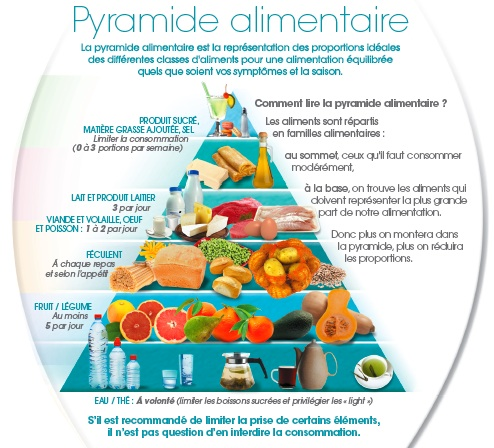 Pyramide alimentaire
La pyramide alimentaire est la représentation des proportions idéales
des différentes classes d'aliments pour une alimentation équilibrée
quels que soient vos symptômes et la saison.
Comment lire la pyramide alimentaire ?
Les aliments sont répartis
en familles alimentaires :
au sommet, ceux qu'il faut consommer
modérément,
à la base, on trouve les aliments qui
doivent représenter la plus grande
part de notre alimentation.
Donc plus on montera dans
la pyramide, plus on réduira
les proportions.
PRODUIT SUCRÉ,
MATIÈRE GRASSE AJOUTÉE, SEL
Limiter la consommation
(0 à 3 portions par semaine)
LAIT ET PRODUIT LAITIER
3 par jour
VIANDE ET VOLAILLE, OEUF
ET POISSON : 1 à 2 par jour
FÉCULENT
À chaque repas
et selon l'appétit
FRUIT / LÉGUME
Au moins
5 par jour
EAU / THÉ : À volonté (limiter les boissons sucrées et privilégier les « light »)
S'il est recommandé de limiter la prise de certains éléments,
il n'est pas question d'en interdire la consommation.